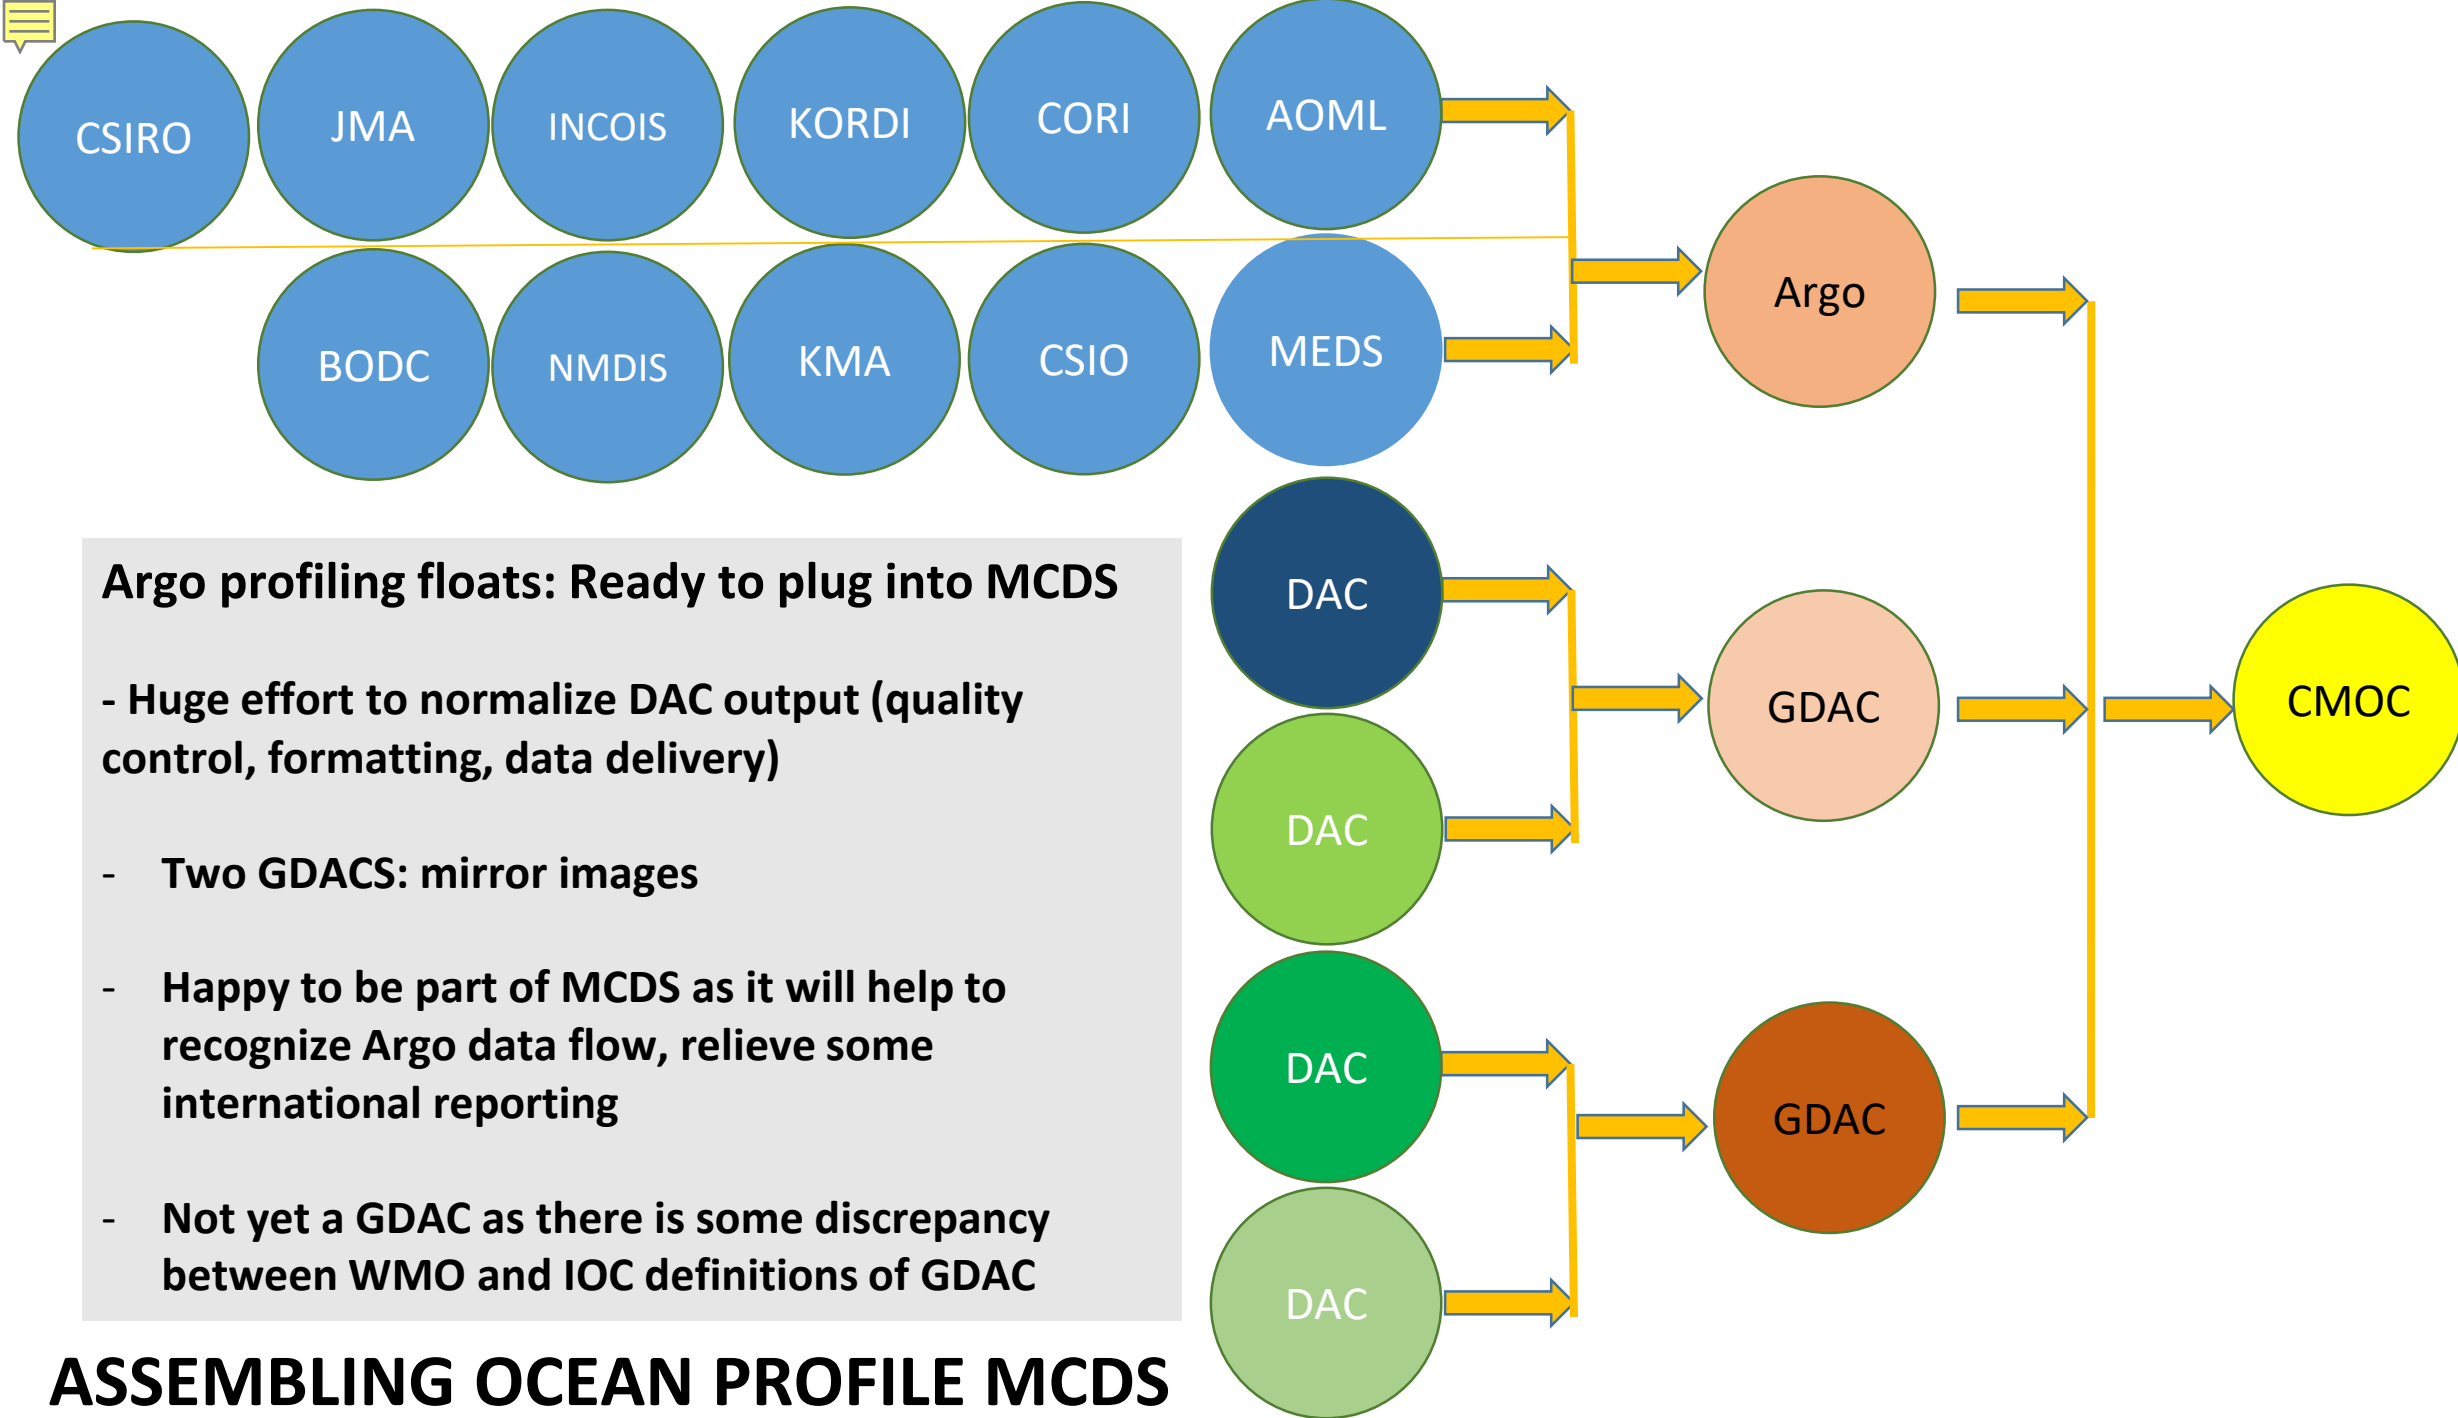 CSIRO
JMA
INCOIS
KORDI
CORI
AOML
BODC
NMDIS
KMA
CSIO
MEDS
Argo
DAC
DAC
GDAC
CMOC
DAC
DAC
GDAC
Argo profiling floats: Ready to plug into MCDS
- Huge effort to normalize DAC output (quality
control, formatting, data delivery)
- Two GDACS: mirror images
- Happy to be part of MCDS as it will help to
recognize Argo data flow, relieve some
international reporting
- Not yet a GDAC as there is some discrepancy
between WMO and IOC definitions of GDAC
ASSEMBLING OCEAN PROFILE MCDS